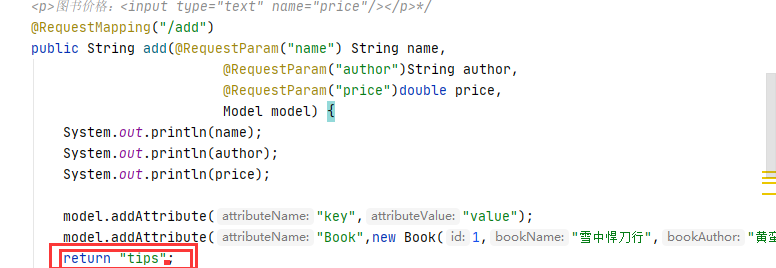 <p>图书价格：<input type="text" name="price"/></p>*/
@RequestMapping("/add")
public String add(@RequestParam("name") String name,
@RequestParam("author")String author,
@RequestParam("price")double price,
Model model) {
System.out.println(name);
System.out.println(author);
System.out.println(price);
model.addAttribute( attributeName: "key", attributeValue: "value");
model.addAttribute( attributeName: "Book",new Book( id: 1, bookName: "雪中悍刀行", bookAuthor: "黄
return "tips";